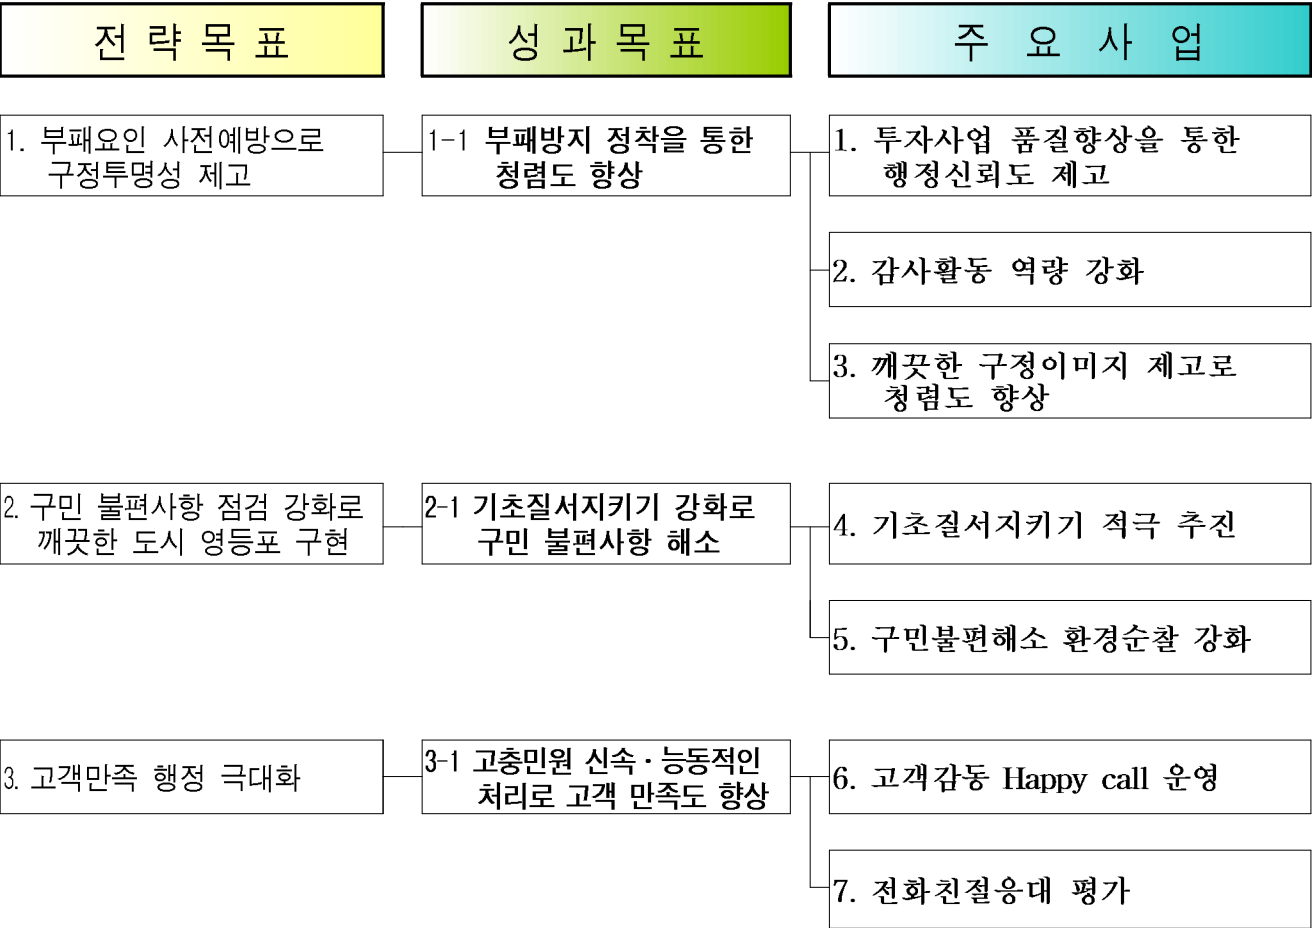 전 략 목 표
성 과 목 표
주 요 사 업
1. 부패요인 사전예방으로
구정투명성 제고
1-1 부패방지 정착을 통한
청렴도 향상
1. 투자사업 품질향상을 통한
행정신뢰도 제고
2. 감사활동 역량 강화
3. 깨끗한 구정이미지 제고로
청렴도 향상
2. 구민 불편사항 점검 강화로
깨끗한 도시 영등포 구현
2-1 기초질서지키기 강화로
구민 불편사항 해소
4. 기초질서지키기 적극 추진
5. 구민불편해소 환경순찰 강화
3. 고객만족 행정 극대화
3-1 고충민원 신속·능동적인
처리로 고객 만족도 향상
6. 고객감동 Happy call 운영
7. 전화친절응대 평가